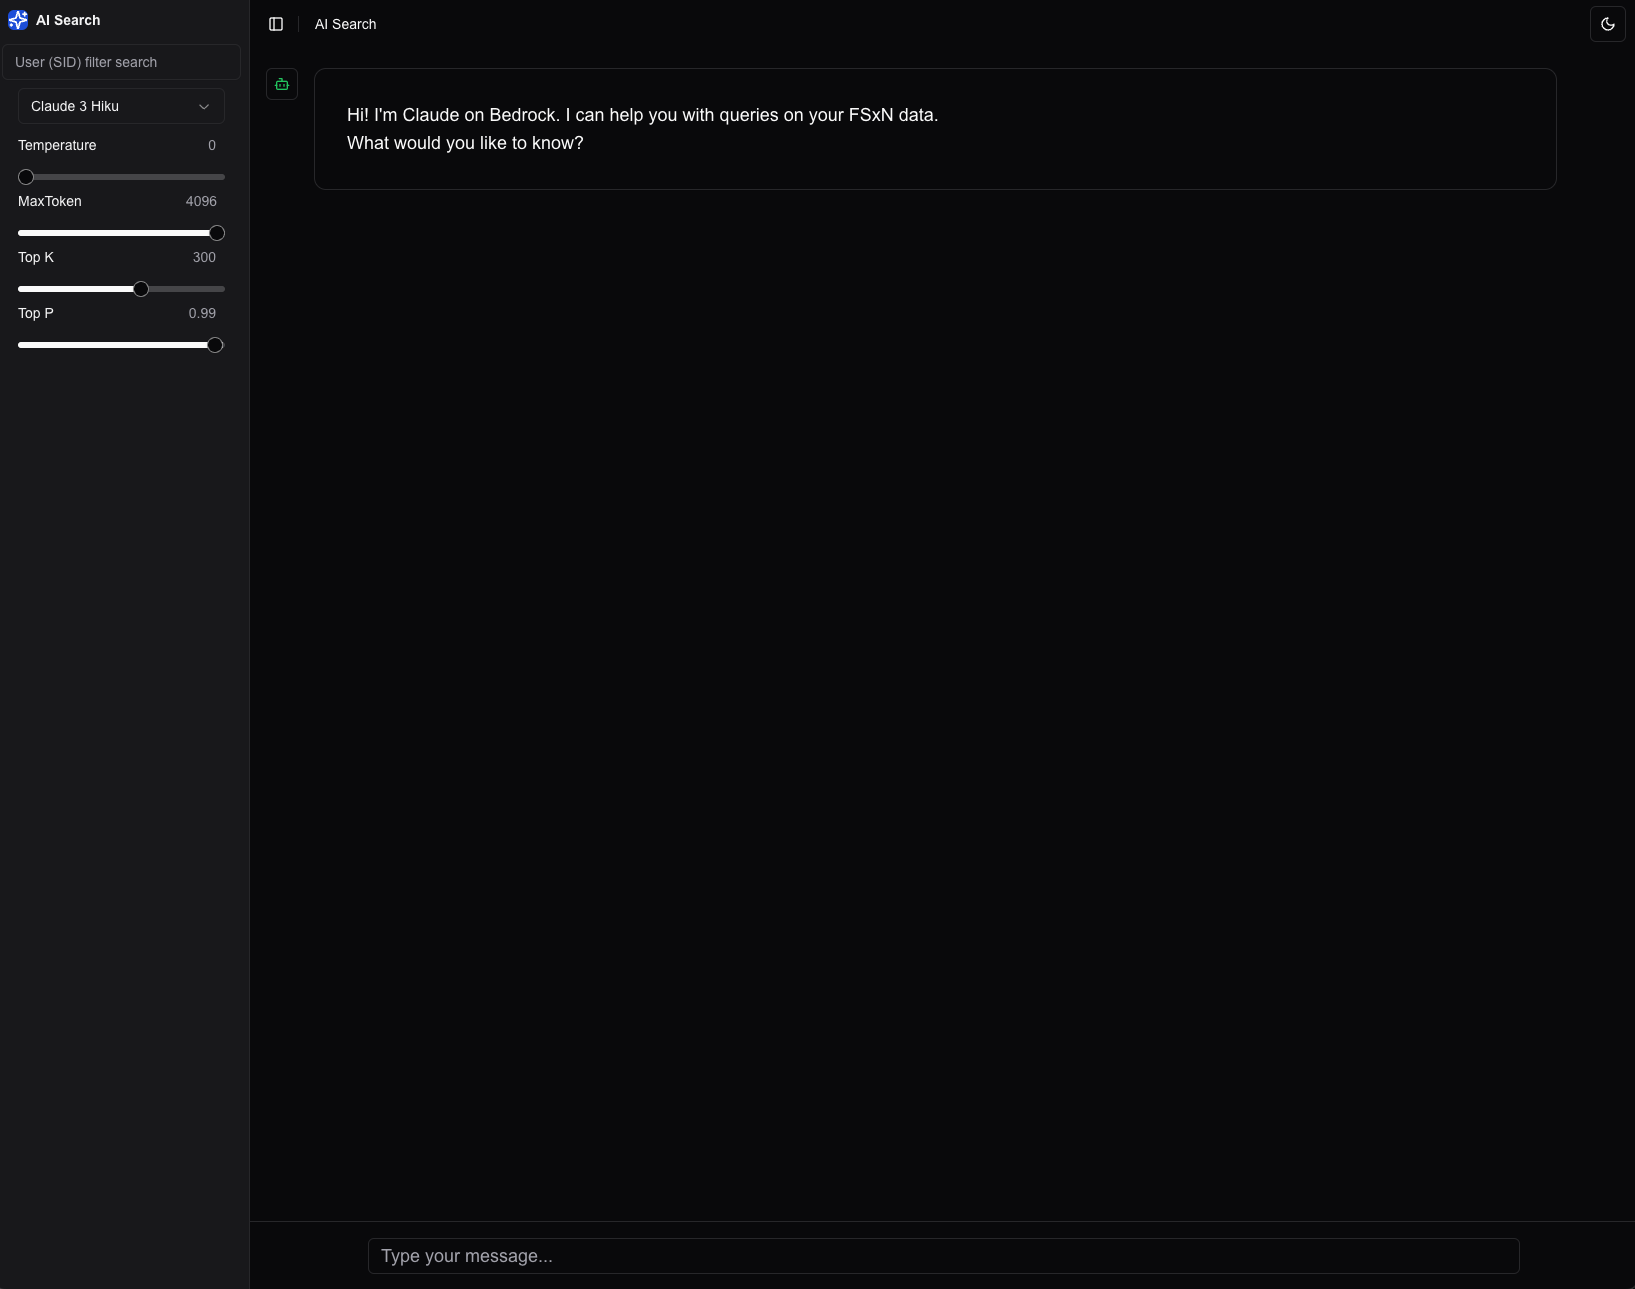 AI Search
User (SID) filter search
Claude 3 Hiku
Temperature 0
MaxToken 4096
Top K 300
Top P 0.99
AI Search
Hi! I'm Claude on Bedrock. I can help you with queries on your FSxN data.
What would you like to know?
Type your message...